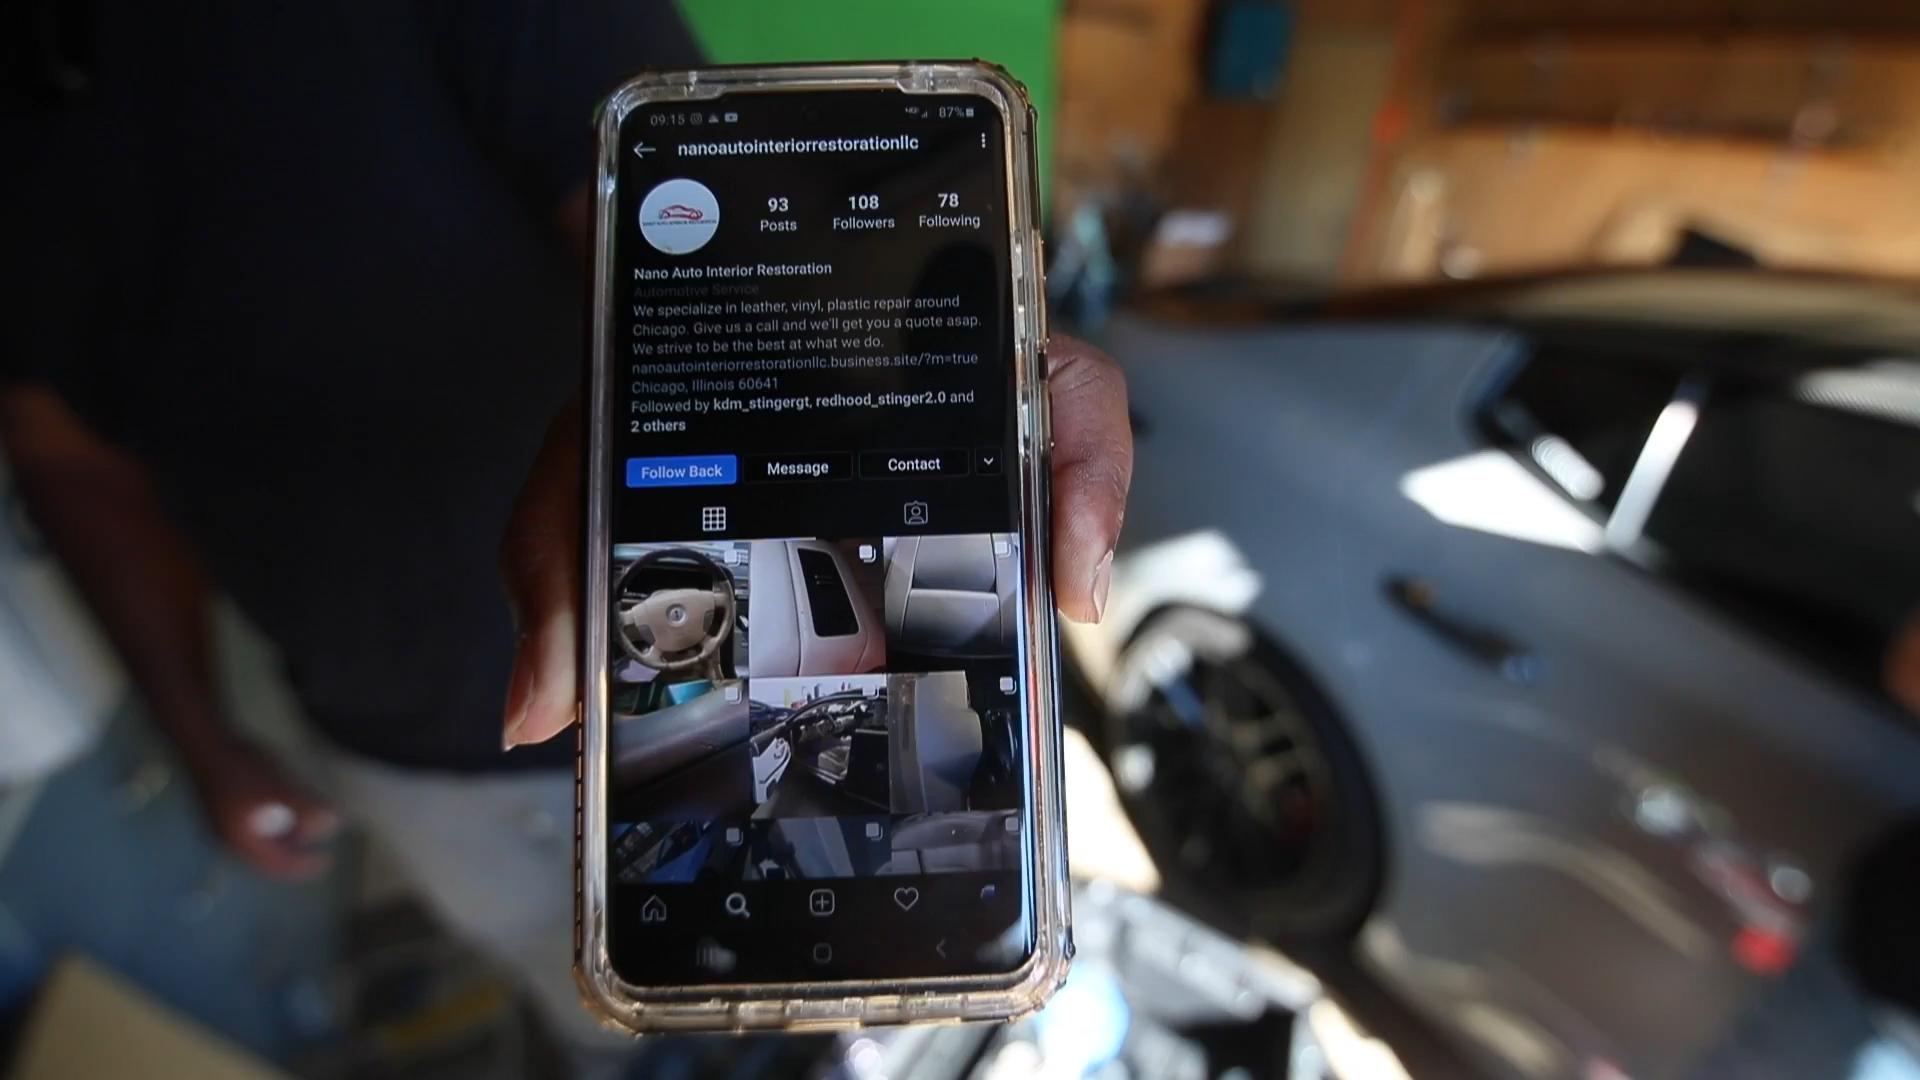 09:15 87%
nanoautointeriorrestorationllc
93 108 78
Posts Followers Following
Nano Auto Interior Restoration
Automotive Service
We specialize in leather, vinyl, plastic repair around
Chicago. Give us a call and we'll get you a quote asap.
We strive to be the best at what we do.
nanoautointeriorrestorationllc.business.site/?m=true
Chicago, Illinois 60641
Followed by kdm_stingergt, redhood_stinger2.0 and
2 others
Follow Back Message Contact